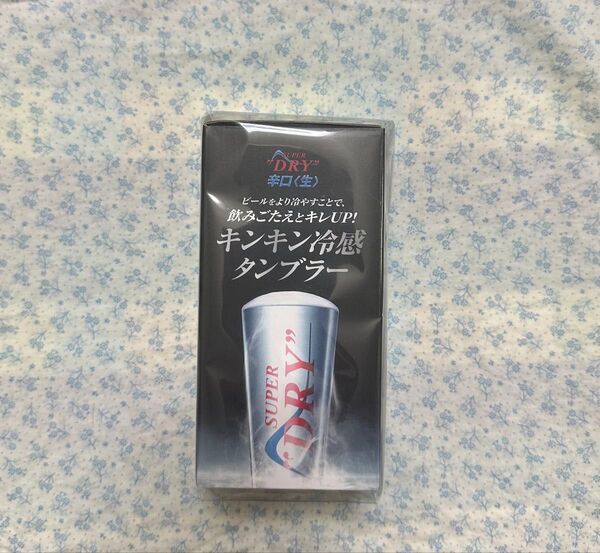 SUPER
"DRY"
辛口〈生〉
ビールをより冷やすことで、
飲みごたえとキレUP!
キンキン冷感
タンブラー
SUPER
"DRY"